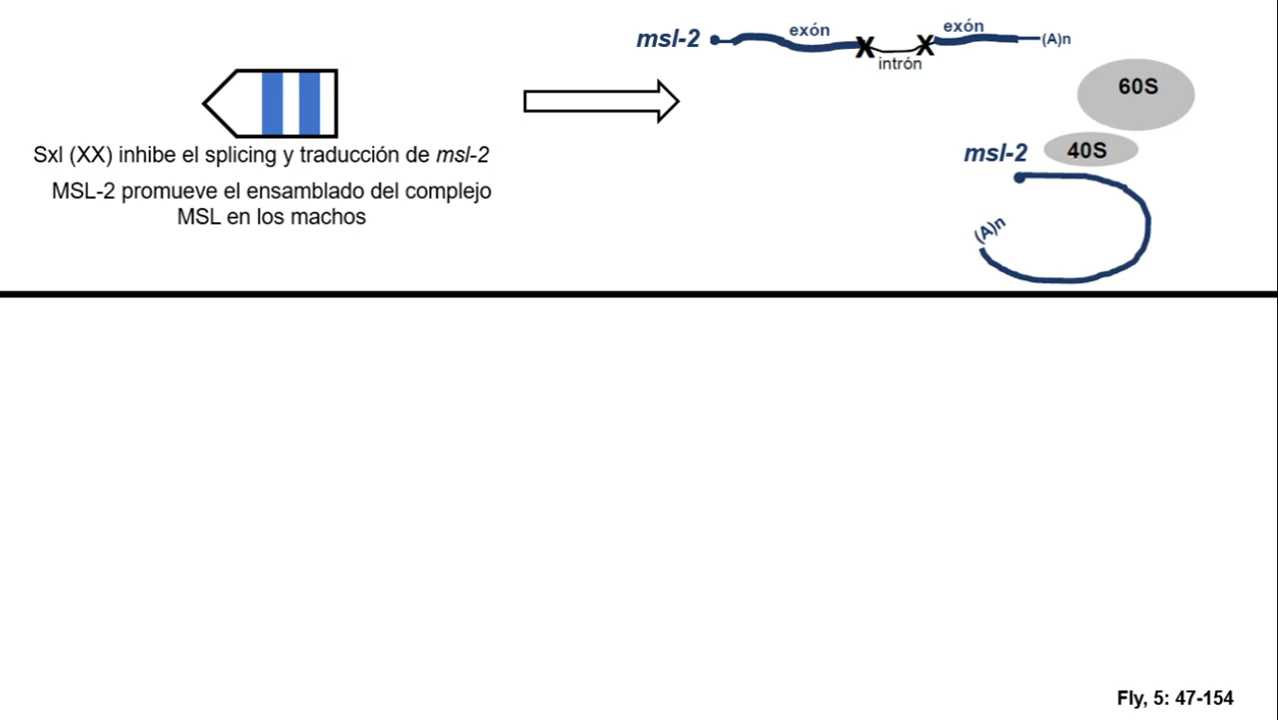 msl-2
exón
exón
(A)n
intrón
60S
Sxl (XX) inhibe el splicing y traducción de msl-2
MSL-2 promueve el ensamblado del complejo
MSL en los machos
msl-2
40S
(A)n
Fly, 5: 47-154